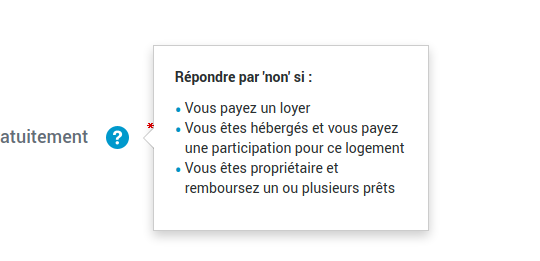 Répondre par 'non' si :
Vous payez un loyer
Vous êtes hébergés et vous payez
une participation pour ce logement
Vous êtes propriétaire et
remboursez un ou plusieurs prêts
atuitement ? *